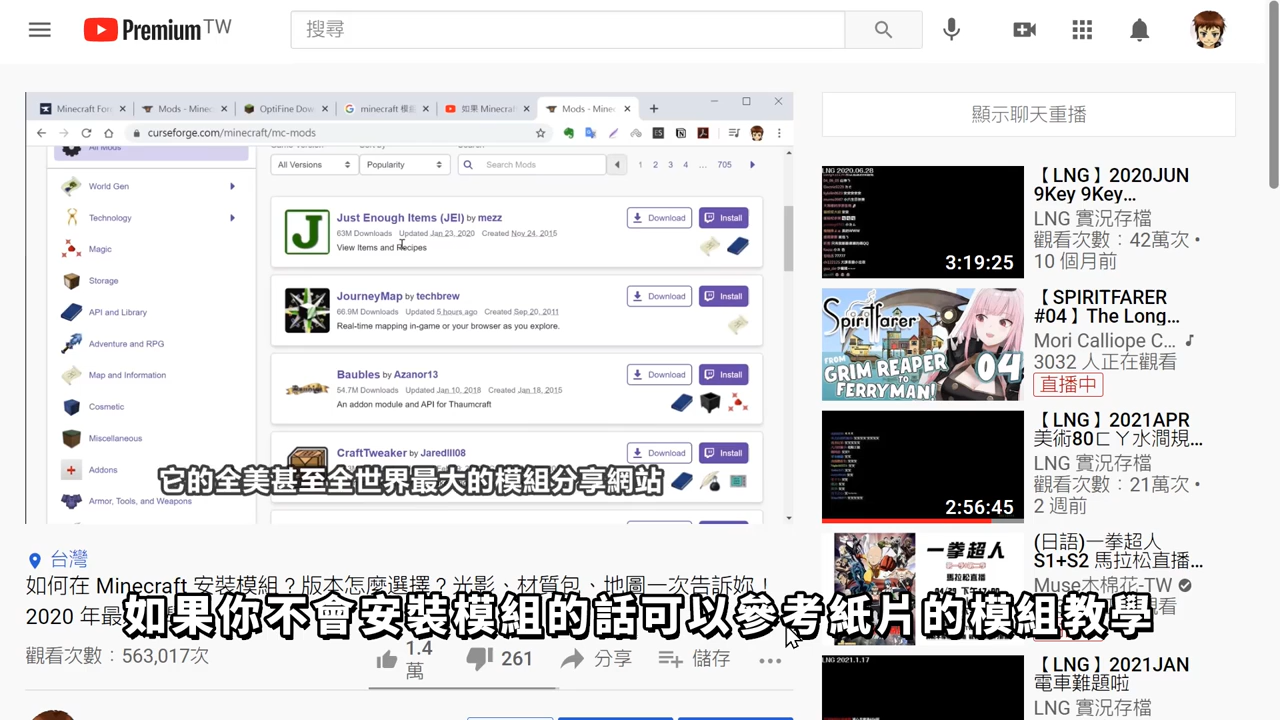 Premium TW
搜尋
Minecraft For
Mods - Minec
OptiFine Dow
minecraft 模組
如果 Minecraf
Mods - Minec
curseforge.com/minecraft/mc-mods
All Mods
World Gen
Technology
Magic
Storage
API and Library
Adventure and RPG
Map and Information
Cosmetic
Miscellaneous
Addons
Armor, Tools, and Weapons
All Versions
Popularity
Search Mods
1 2 3 4 ... 705
Just Enough Items (JEI) by mezz
63M Downloads Updated Jan 23, 2020 Created Nov 24, 2015
View Items and Recipes
Download
Install
JourneyMap by techbrew
66.9M Downloads Updated 5 hours ago Created Sep 20, 2011
Real-time mapping in-game or your browser as you explore.
Download
Install
Baubles by Azanor13
54.7M Downloads Updated Jan 10, 2018 Created Jan 18, 2015
An addon module and API for Thaumcraft
Download
Install
CraftTweaker by Jaredlll08
Download
Install
它的全美甚至全世界最大的模組分享網站
台灣
如何在 Minecraft 安裝模組？版本怎麼選擇？光影、材質包、地圖一次告訴妳！
2020 年最
如果你不會安裝模組的話可以參考紙片的模組教學
觀看次數：563,017次
1.4
萬
261
分享
儲存
顯示聊天重播
LNG 2020.06.28
3:19:25
【LNG】2020JUN
9Key 9Key...
LNG 實況存檔
觀看次數：42萬次 •
10 個月前
Spiritfarer
FROM
GRIM REAPER
TO
FERRYMAN!
04
【SPIRITFARER
#04】The Long...
Mori Calliope C...
3032 人正在觀看
直播中
2:56:45
【LNG】2021APR
美術80ㄈㄚ水潤規...
LNG 實況存檔
觀看次數：21萬次 •
2 週前
一拳超人
馬拉松直播
(日語)一拳超人
S1+S2 馬拉松直播...
Muse木棉花-TW
LNG 2021.1.17
【LNG】2021JAN
電車難題啦
LNG 實況存檔